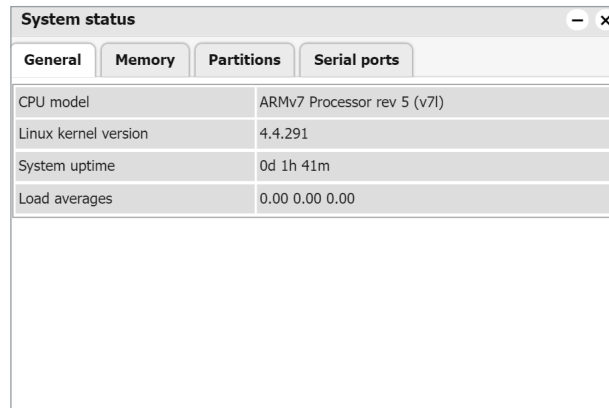 System status
General Memory Partitions Serial ports
CPU model ARMv7 Processor rev 5 (v7l)
Linux kernel version 4.4.291
System uptime 0d 1h 41m
Load averages 0.00 0.00 0.00